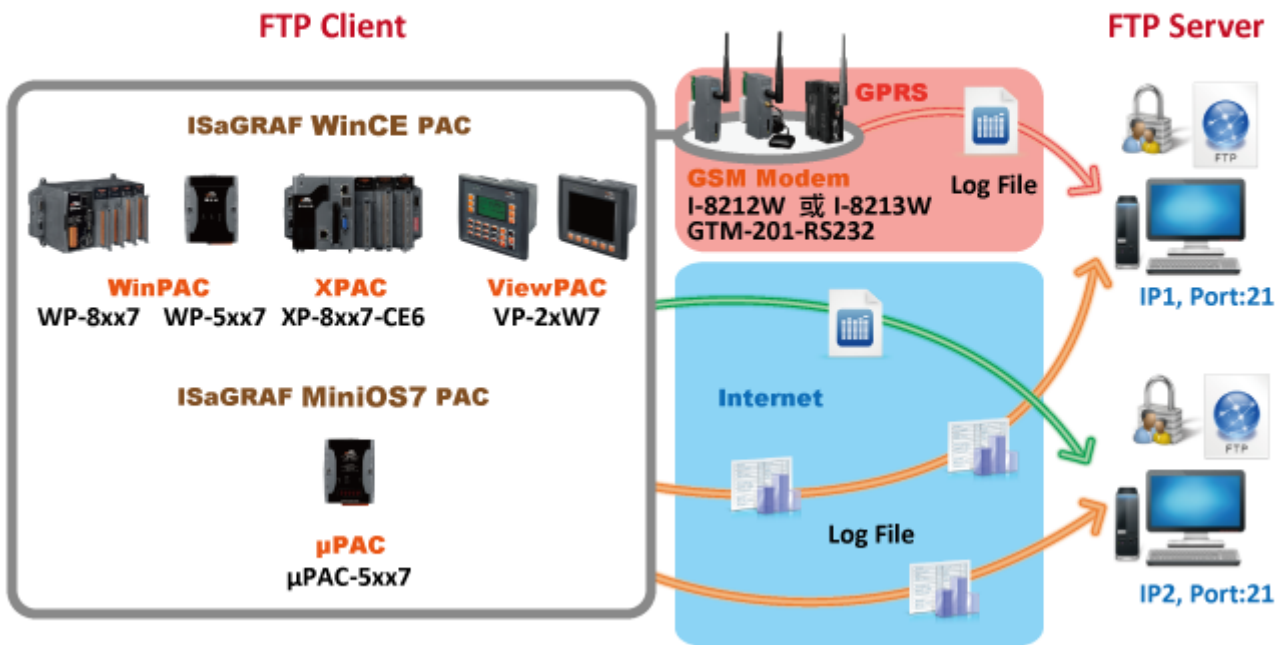 FTP Client
FTP Server
ISaGRAF WinCE PAC
WinPAC
XPAC
ViewPAC
WP-8xx7
WP-5xx7
XP-8xx7-CE6
VP-2xW7
ISaGRAF MiniOS7 PAC
µPAC
µPAC-5xx7
GPRS
GSM Modem
I-8212W 或 I-8213W
GTM-201-RS232
Log File
Internet
Log File
FTP
IP1, Port:21
FTP
IP2, Port:21